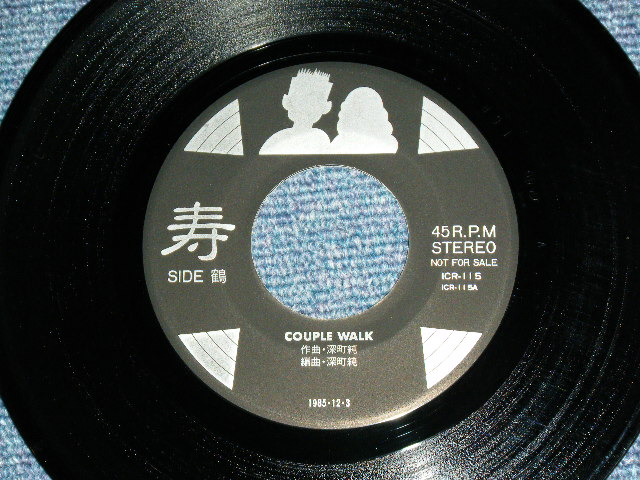 寿
SIDE 鶴
45 R.P.M
STEREO
NOT FOR SALE
ICR-115
ICR-115A
COUPLE WALK
作曲・深町純
編曲・深町純
1985・12・3